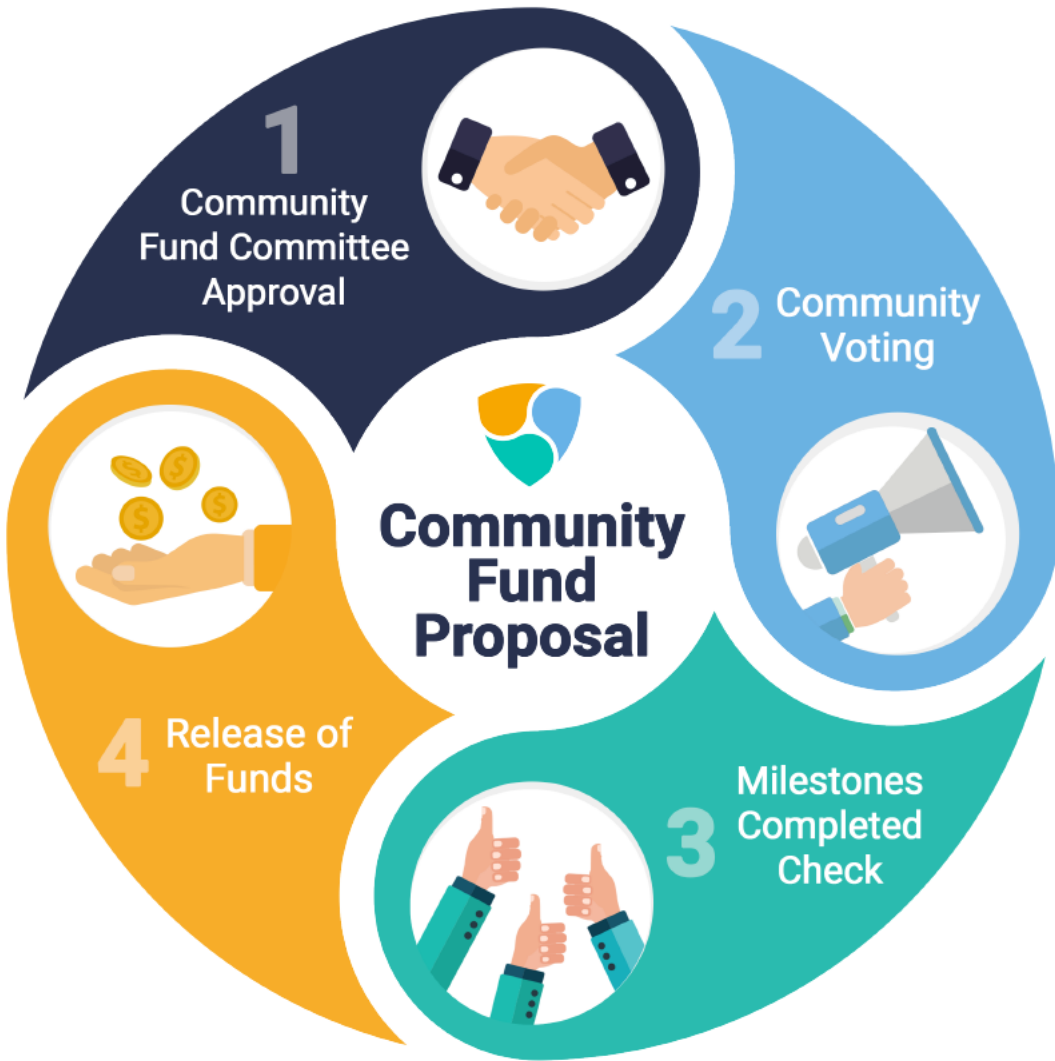 1
Community
Fund Committee
Approval
2
Community
Voting
Community
Fund
Proposal
3
Milestones
Completed
Check
4
Release of
Funds
$
$
$
$